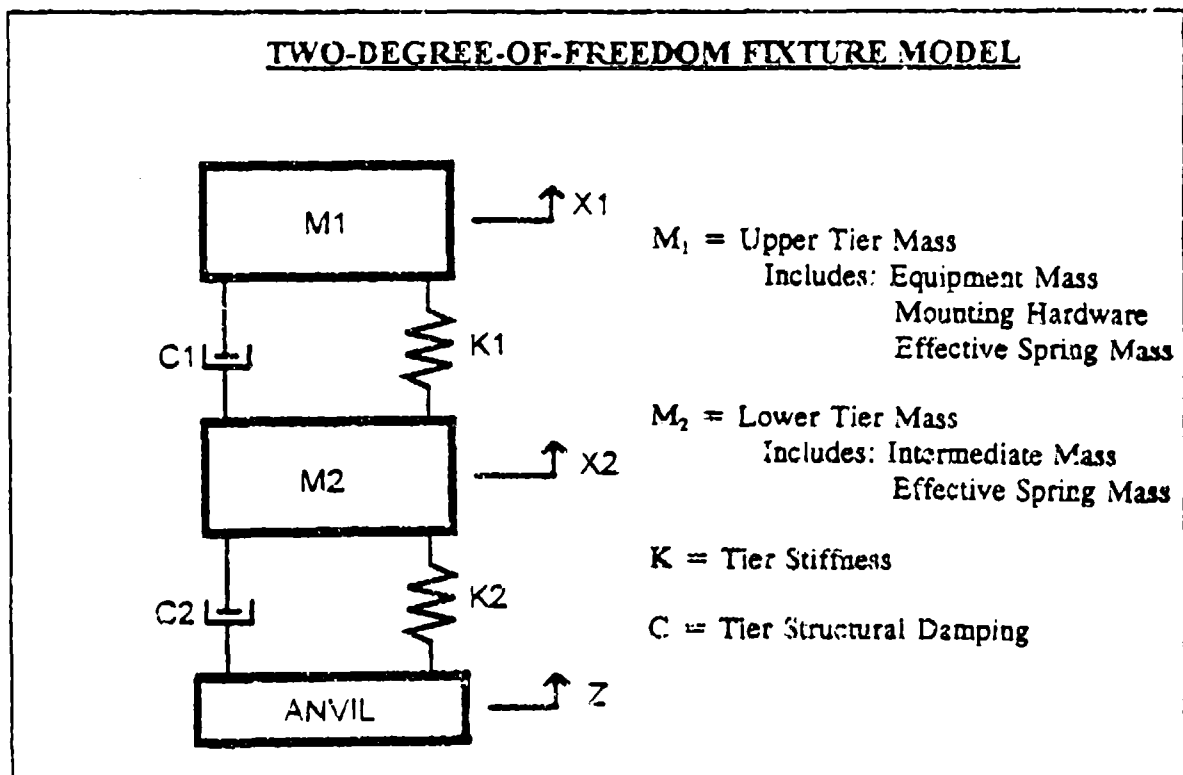 TWO-DEGREE-OF-FREEDOM FIXTURE MODEL
M1
X1
C1
K1
M2
X2
C2
K2
ANVIL
Z
M₁ = Upper Tier Mass
Includes: Equipment Mass
Mounting Hardware
Effective Spring Mass
M₂ = Lower Tier Mass
Includes: Intermediate Mass
Effective Spring Mass
K = Tier Stiffness
C = Tier Structural Damping